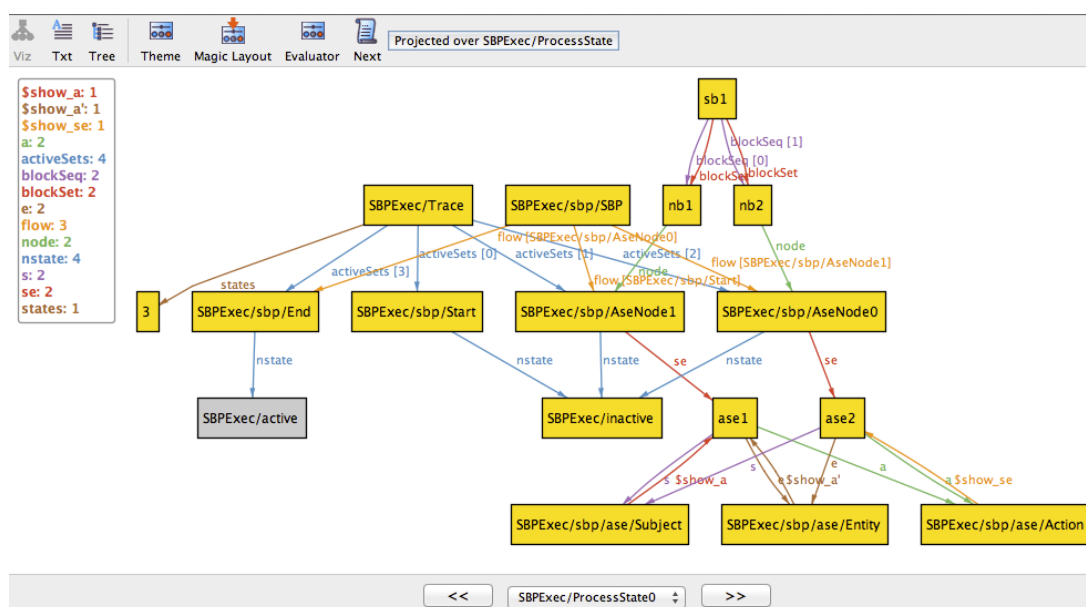 Viz Txt Tree Theme Magic Layout Evaluator Next Projected over SBPExec/ProcessState
$show_a: 1
$show_a': 1
$show_se: 1
a: 2
activeSets: 4
blockSeq: 2
blockSet: 2
e: 2
flow: 3
node: 2
nstate: 4
s: 2
se: 2
states: 1
sb1
blockSeq [1]
blockSeq [0]
blockSet blockSet
SBPExec/Trace SBPExec/sbp/SBP nb1 nb2
flow [SBPExec/sbp/AseNode0] node
activeSets [0] activeSets [1] activeSets [2] flow [SBPExec/sbp/AseNode1]
activeSets [3] node
states flow [SBPExec/sbp/Start]
3 SBPExec/sbp/End SBPExec/sbp/Start SBPExec/sbp/AseNode1 SBPExec/sbp/AseNode0
nstate nstate nstate se nstate se
SBPExec/active SBPExec/inactive ase1 ase2
s $show_a s e $show_a' e a a $show_se
SBPExec/sbp/ase/Subject SBPExec/sbp/ase/Entity SBPExec/sbp/ase/Action
<< SBPExec/ProcessState0 >>